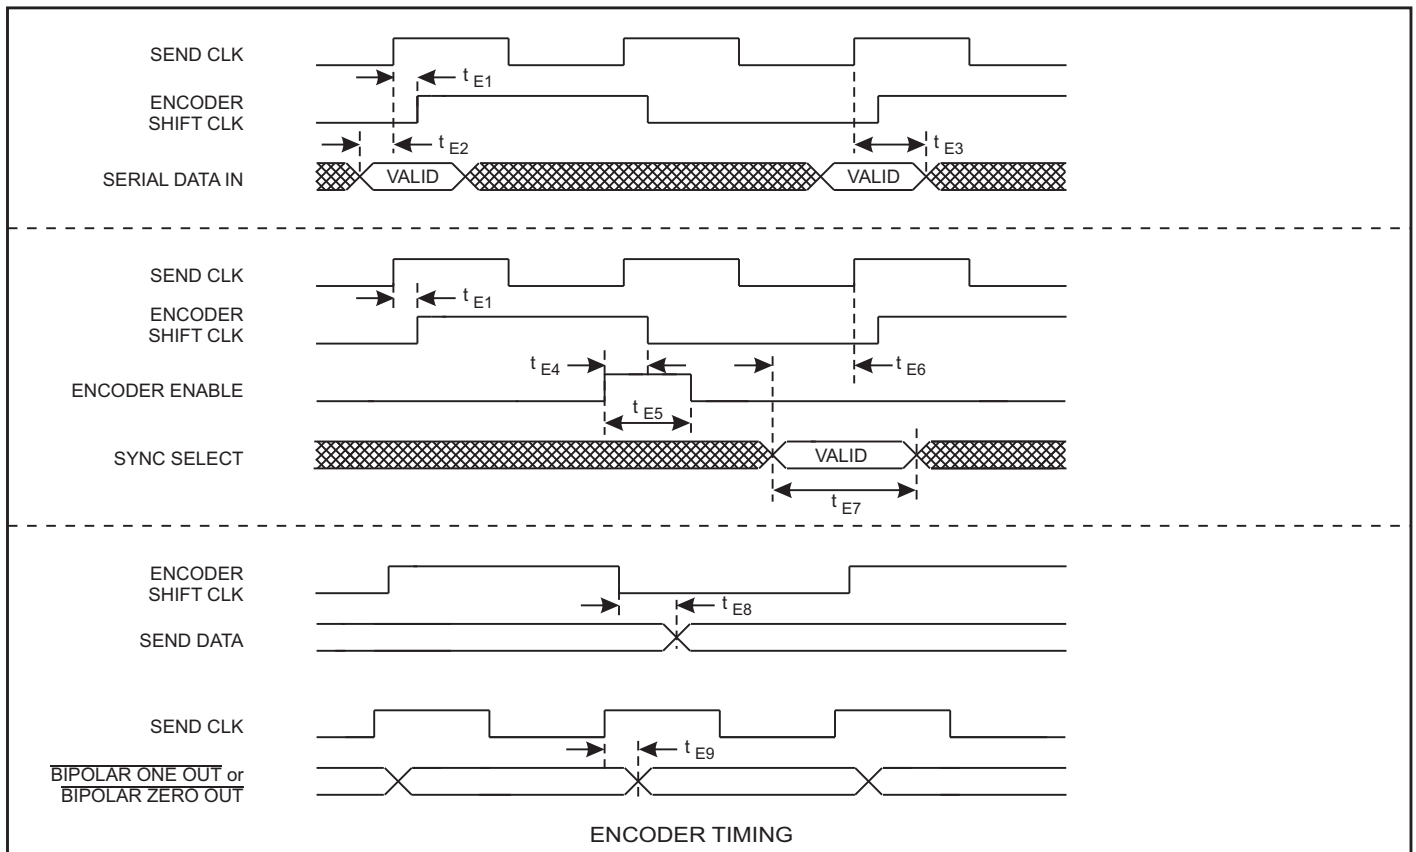 SEND CLK
t E1
ENCODER
SHIFT CLK
t E2
t E3
SERIAL DATA IN
VALID
VALID
SEND CLK
t E1
ENCODER
SHIFT CLK
t E4
t E6
ENCODER ENABLE
t E5
SYNC SELECT
VALID
t E7
ENCODER
SHIFT CLK
t E8
SEND DATA
SEND CLK
t E9
BIPOLAR ONE OUT or
BIPOLAR ZERO OUT
ENCODER TIMING